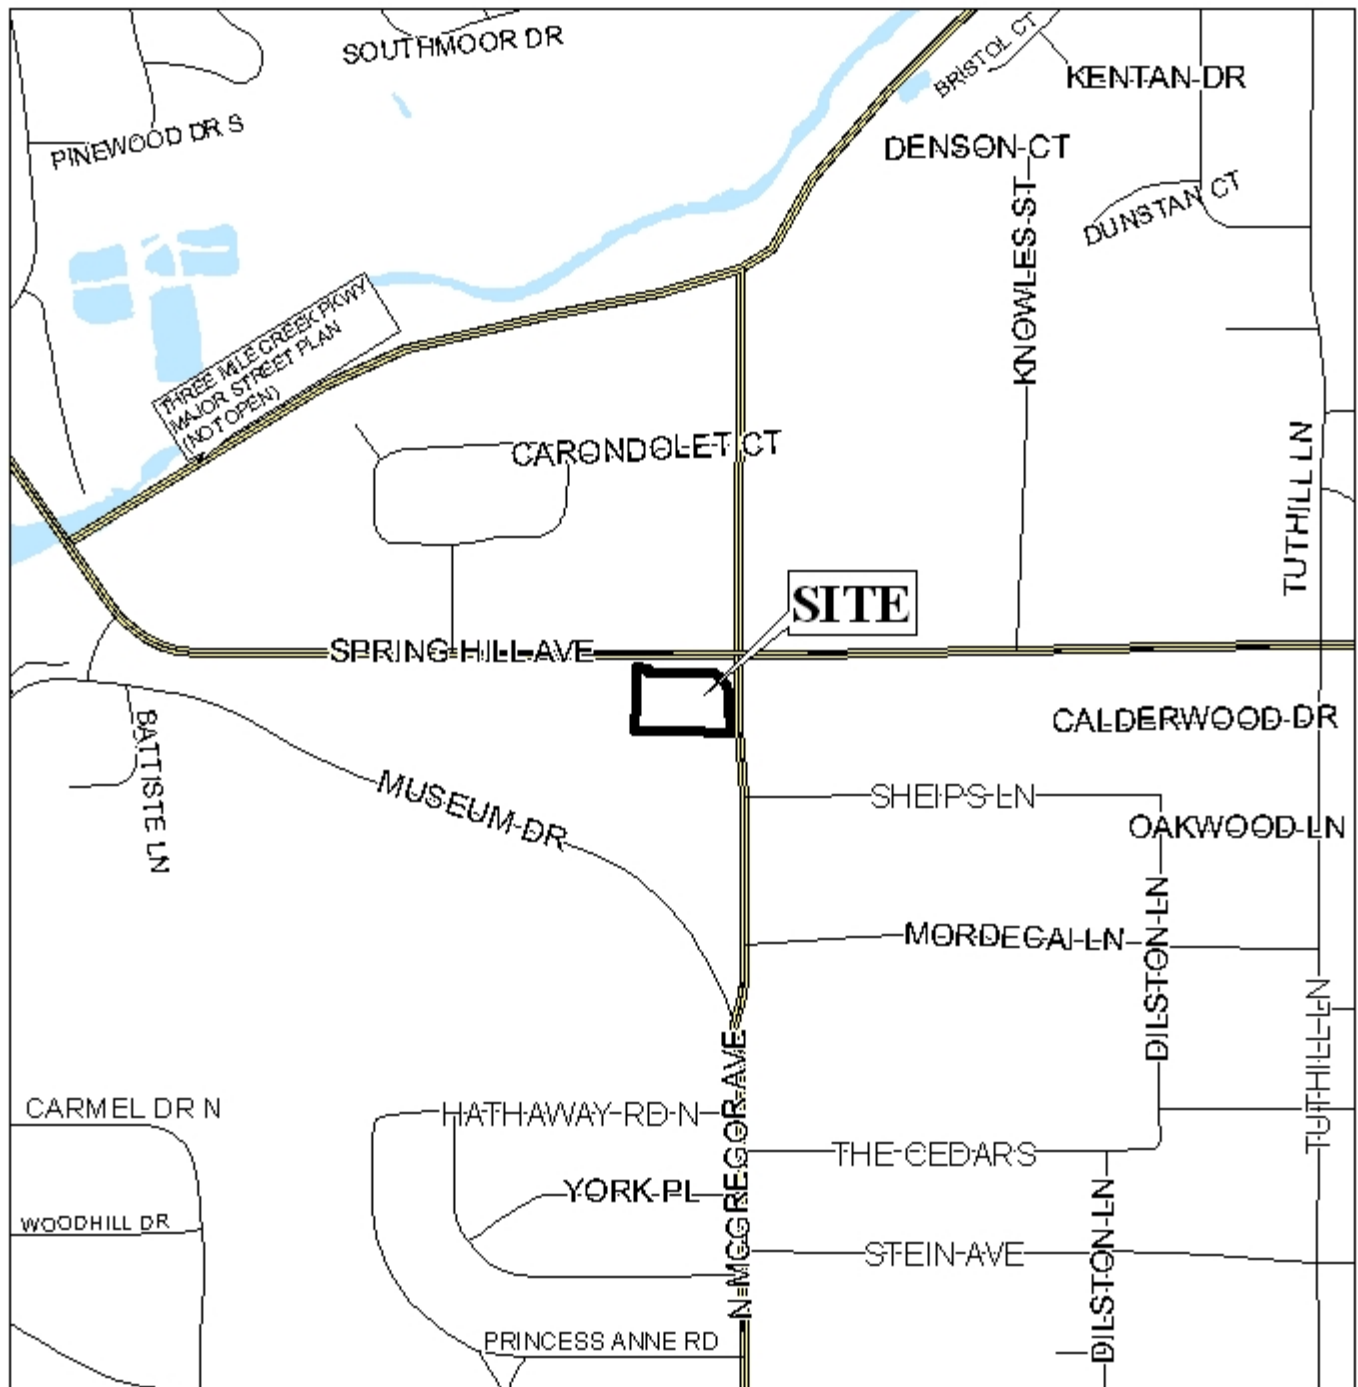 SOUTHMOOR DR
BRISTOL CT
KENTAN DR
PINEWOOD DR S
DENSON CT
DUNSTAN CT
KNOWLES ST
THREE MILE CREEK PKWY
MAJOR STREET PLAN
(NOT OPEN)
CARONDOLET CT
TUTHILL LN
SITE
SPRING HILL AVE
BATTISTE LN
CALDERWOOD DR
MUSEUM DR
SHEIPS LN
OAKWOOD LN
MORDECAI LN
DILSTON LN
TUTHILL LN
N MCGREGOR AVE
CARMEL DR N
HATHAWAY RD N
THE CEDARS
YORK PL
WOODHILL DR
STEIN AVE
DILSTON LN
PRINCESS ANNE RD